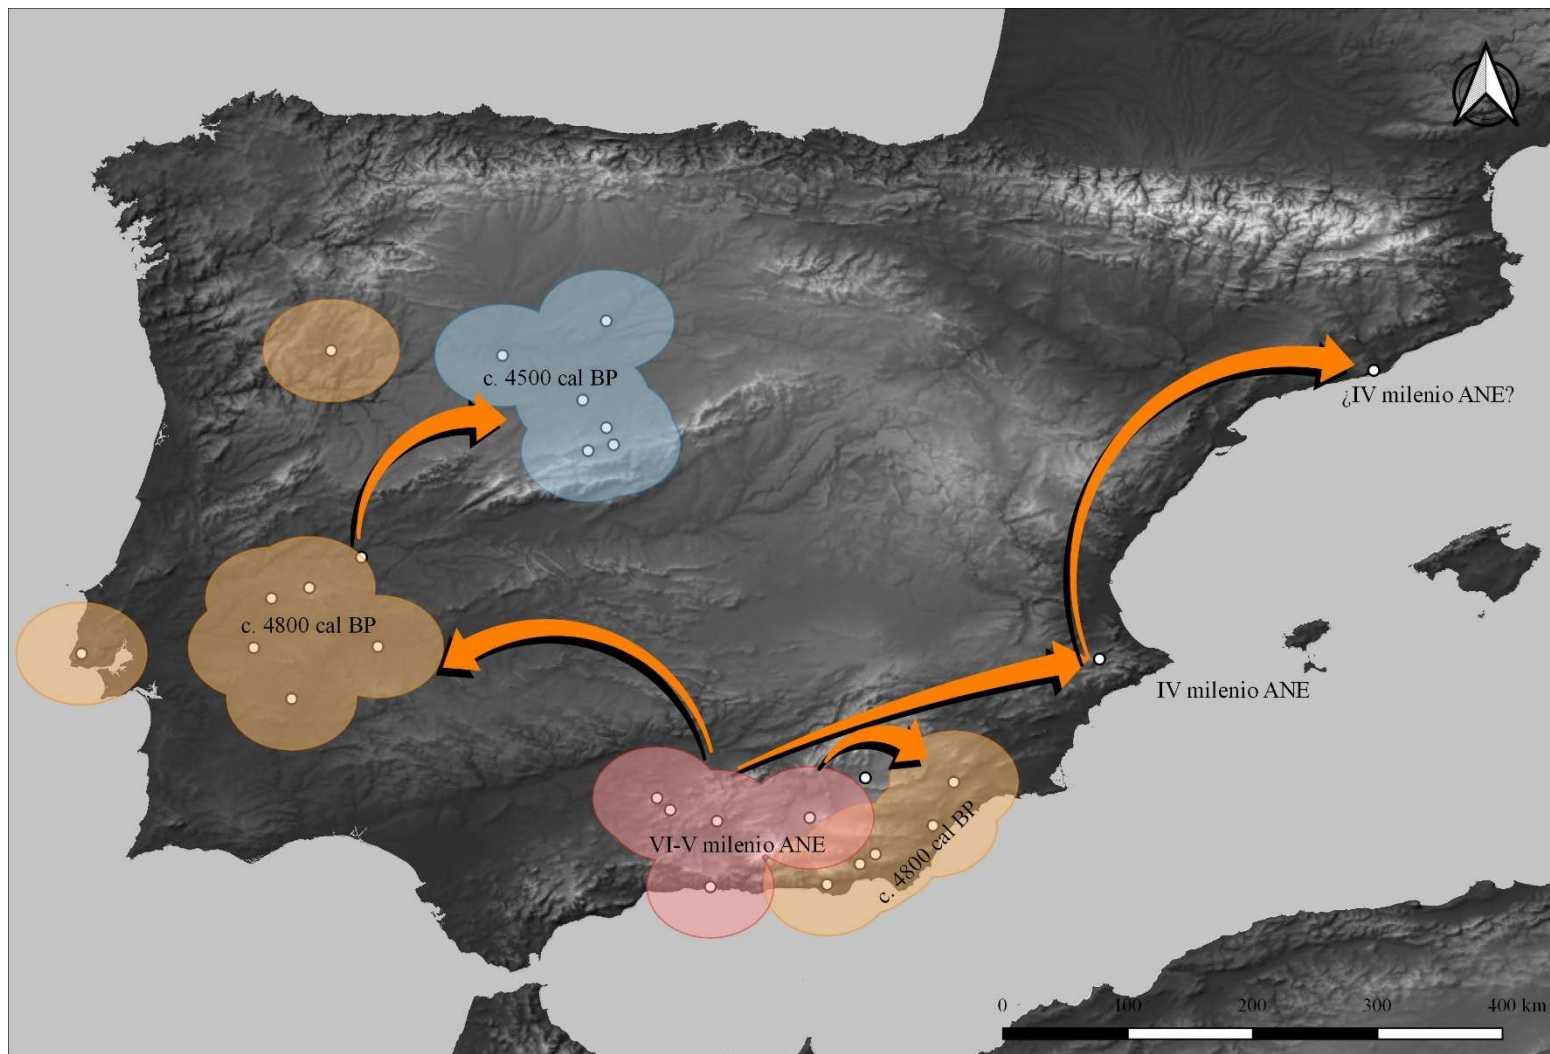 c. 4500 cal BP
¿IV milenio ANE?
c. 4800 cal BP
IV milenio ANE
VI-V milenio ANE
c. 4800 cal BP
0 100 200 300 400 km